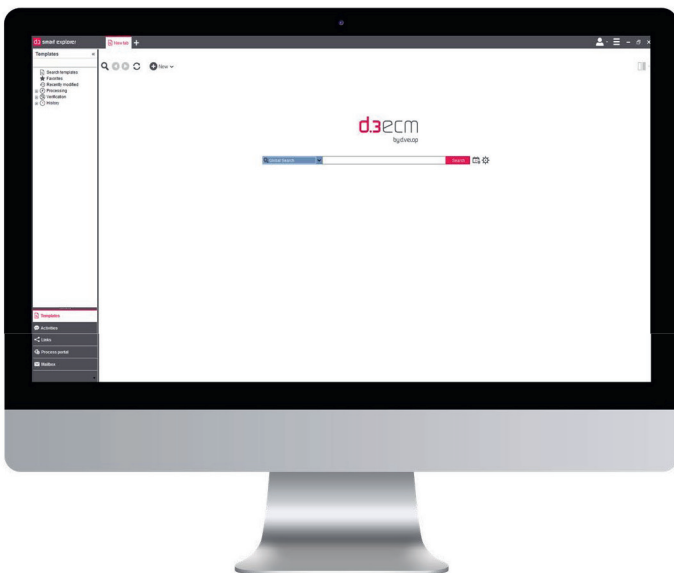 d3 smart explorer
New tab
Templates
Search templates
Favorites
Recently modified
Processing
Verification
History
New
d.3ecm
by d.velop
Global Search
Search
Templates
Activities
Links
Process portal
Mailbox